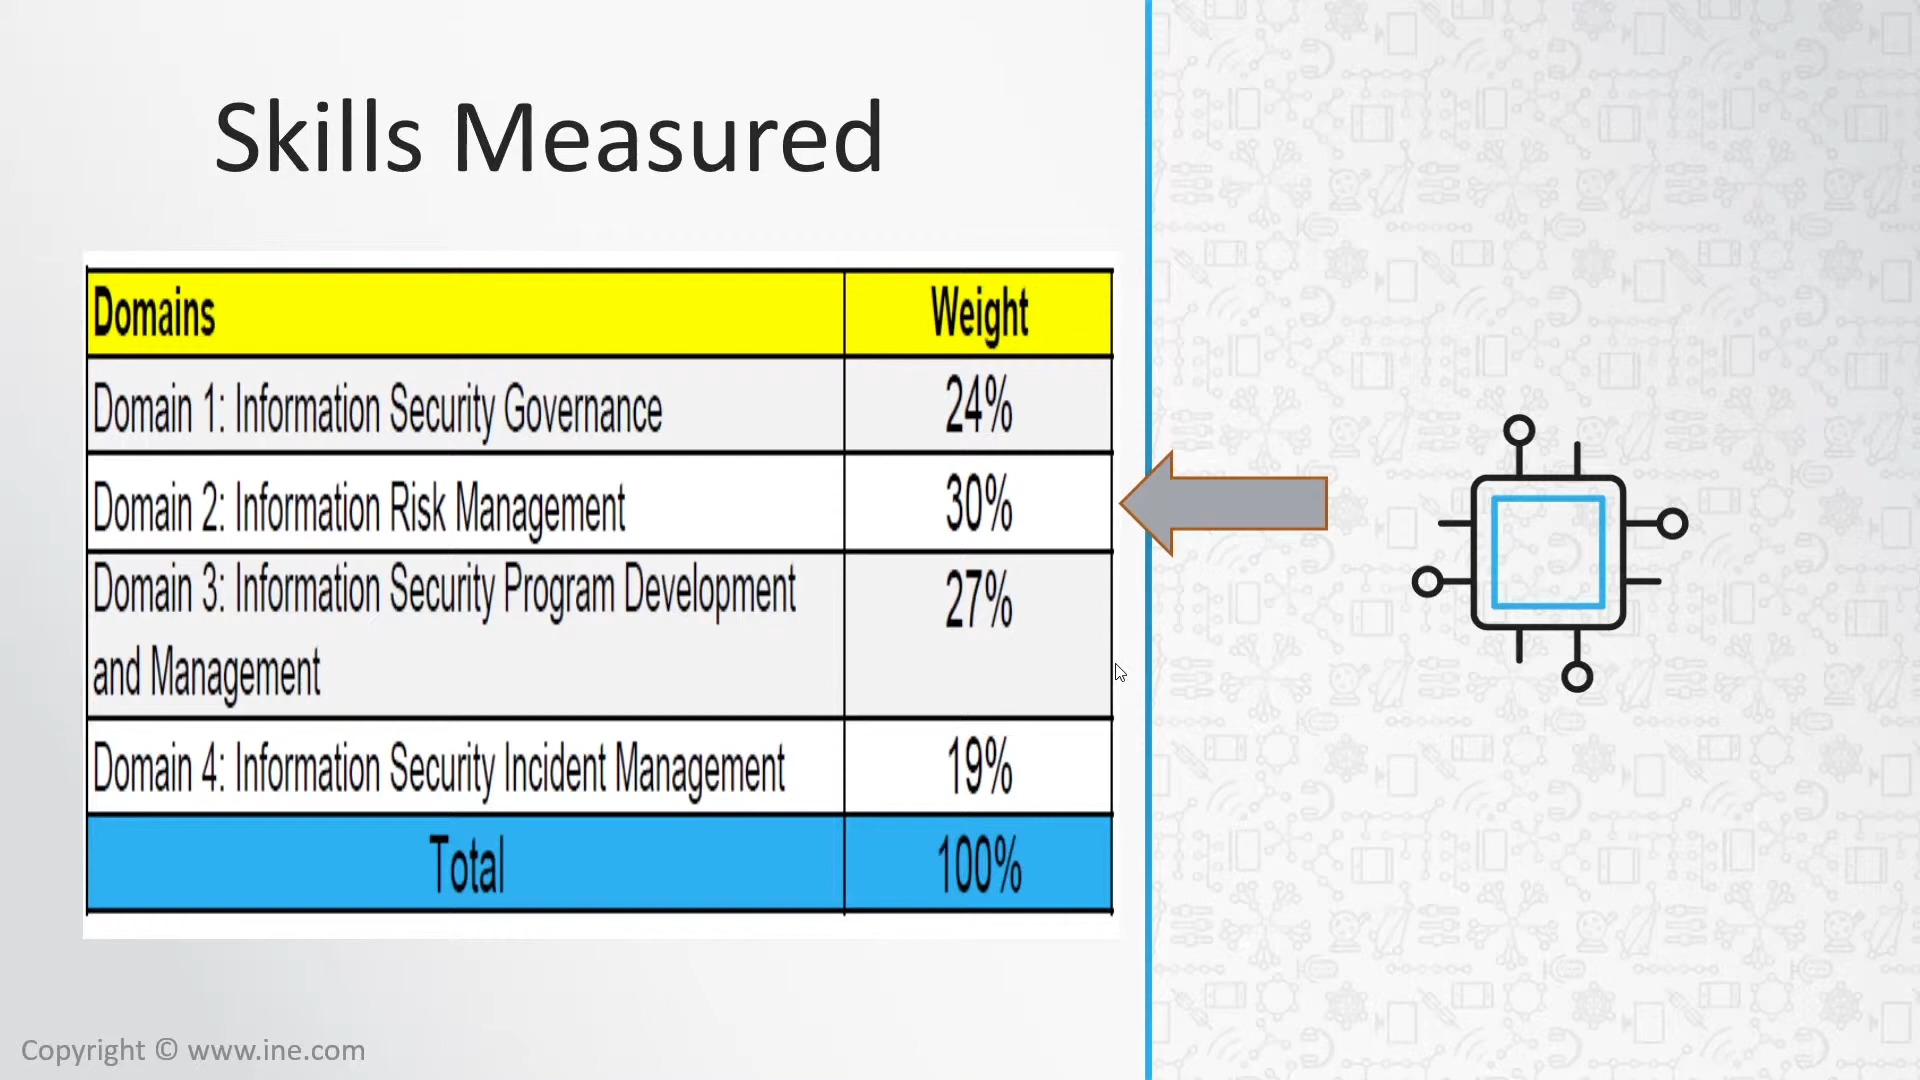 Skills Measured
Domains Weight
Domain 1: Information Security Governance 24%
Domain 2: Information Risk Management 30%
Domain 3: Information Security Program Development 27%
and Management
Domain 4: Information Security Incident Management 19%
Total 100%
Copyright © www.ine.com